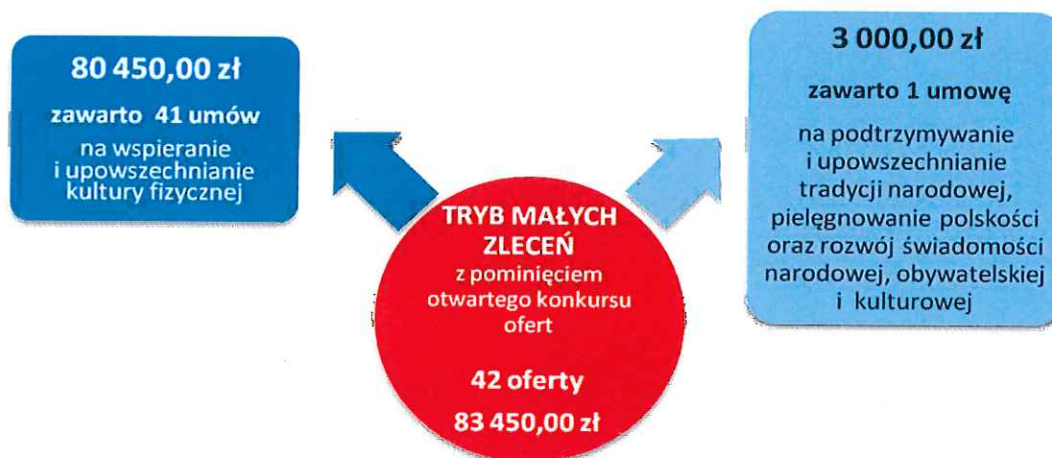 80 450,00 zł
zawarto 41 umów
na wspieranie
i upowszechnianie
kultury fizycznej
3 000,00 zł
zawarto 1 umowę
na podtrzymywanie
i upowszechnianie
tradycji narodowej,
pielęgnowanie polskości
oraz rozwój świadomości
narodowej, obywatelskiej
i kulturowej
TRYB MAŁYCH
ZLECEŃ
z pominięciem
otwartego konkursu
ofert
42 oferty
83 450,00 zł